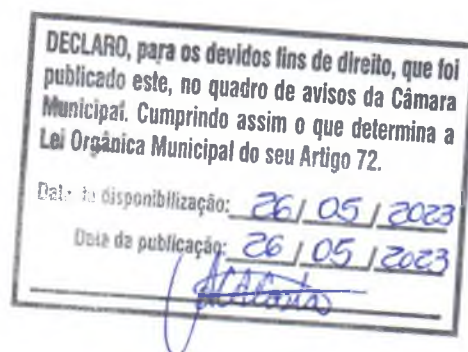 DECLARO, para os devidos fins de direito, que foi
publicado este, no quadro de avisos da Câmara
Municipal. Cumprindo assim o que determina a
Lei Orgânica Municipal do seu Artigo 72.
Data da disponibilização: 26 / 05 / 2023
Data da publicação: 26 / 05 / 2023